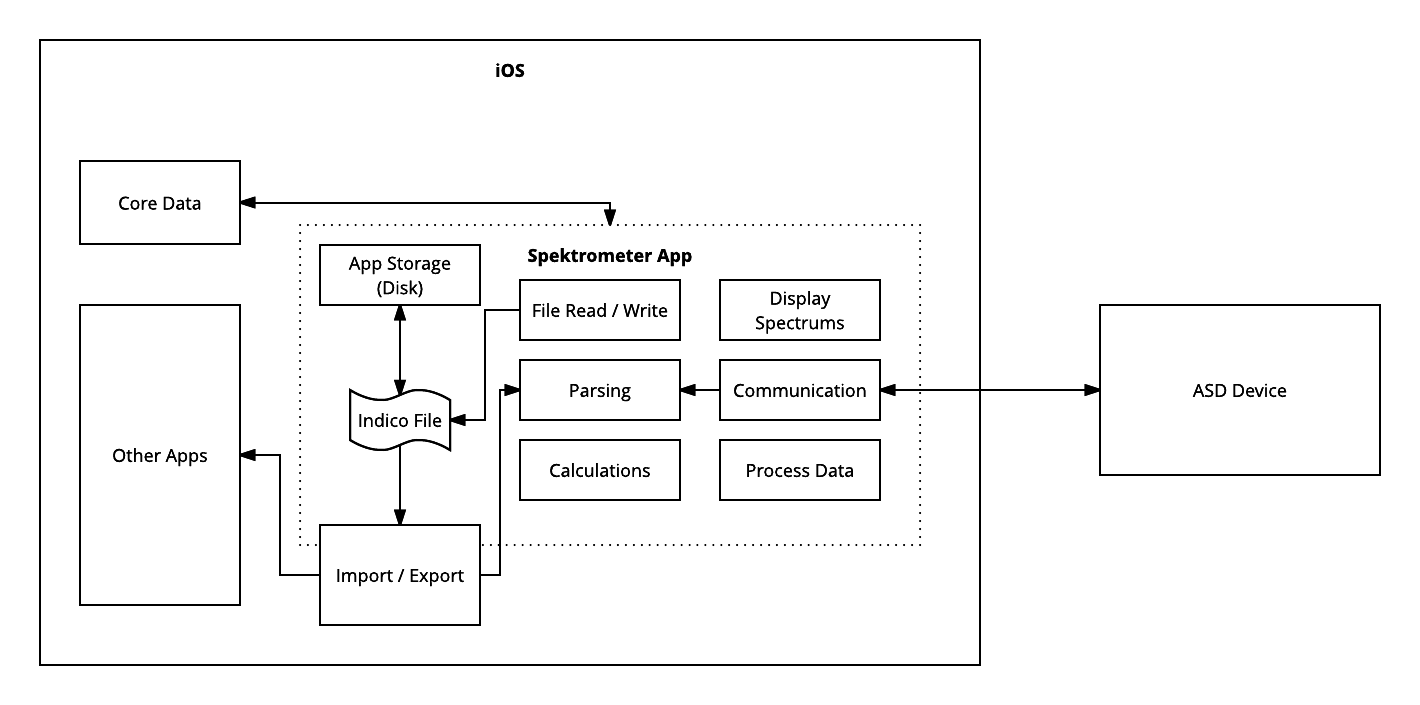 iOS
Core Data
App Storage
(Disk)
Spektrometer App
File Read / Write
Display
Spectrums
Parsing
Communication
ASD Device
Indico File
Other Apps
Calculations
Process Data
Import / Export